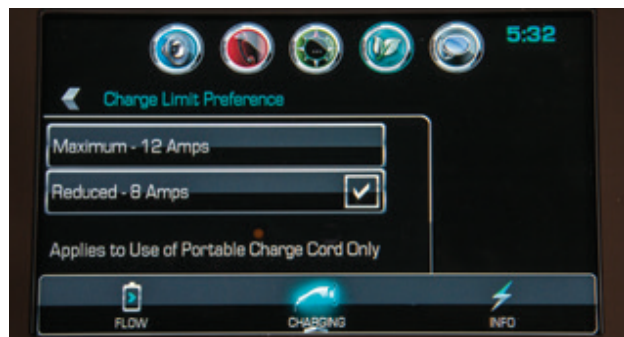 5:32
Charge Limit Preference
Maximum - 12 Amps
Reduced - 8 Amps
Applies to Use of Portable Charge Cord Only
FLOW
CHARGING
INFO